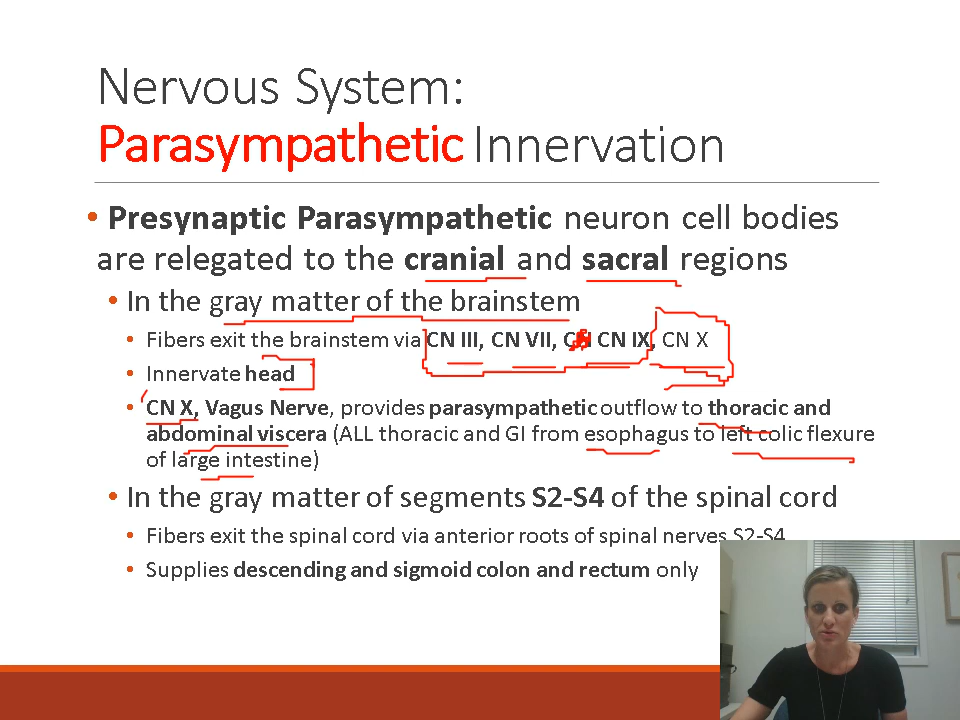 Nervous System:
Parasympathetic Innervation
• Presynaptic Parasympathetic neuron cell bodies
are relegated to the cranial and sacral regions
• In the gray matter of the brainstem
• Fibers exit the brainstem via CN III, CN VII, CN CN IX, CN X
• Innervate head
• CN X, Vagus Nerve, provides parasympathetic outflow to thoracic and
abdominal viscera (ALL thoracic and GI from esophagus to left colic flexure
of large intestine)
• In the gray matter of segments S2-S4 of the spinal cord
• Fibers exit the spinal cord via anterior roots of spinal nerves S2-S4
• Supplies descending and sigmoid colon and rectum only